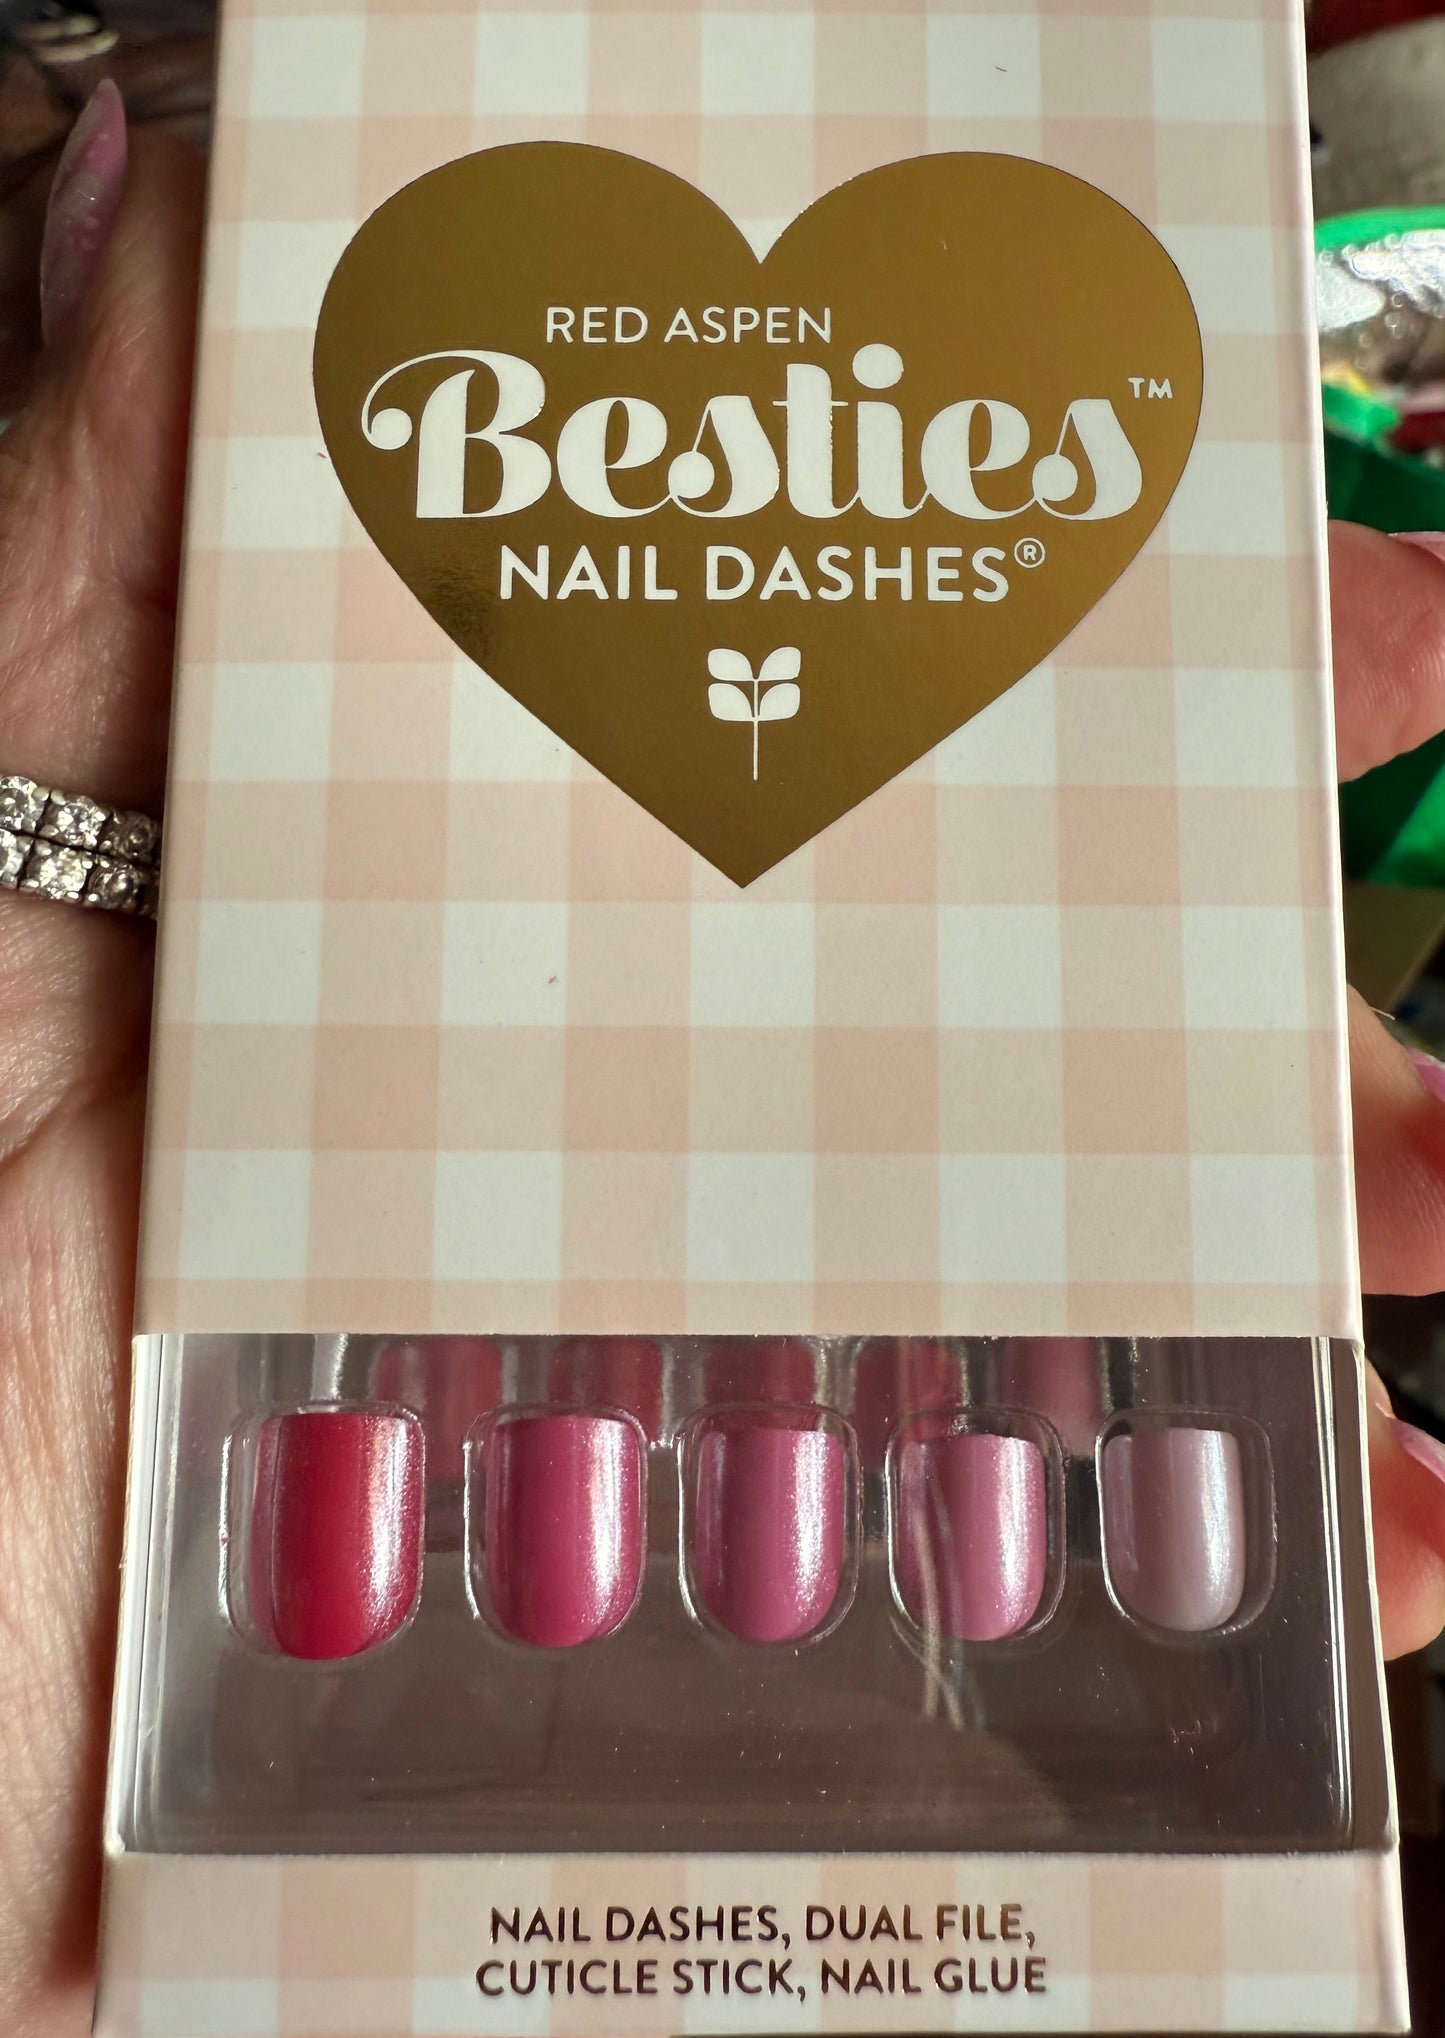 RED ASPEN
Besties™
NAIL DASHES®
NAIL DASHES, DUAL FILE,
CUTICLE STICK, NAIL GLUE